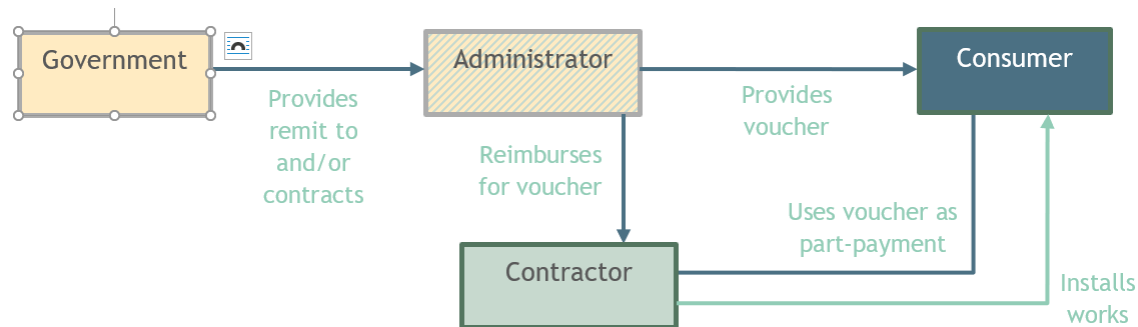 Government
Administrator
Consumer
Provides
remit to
and/or
contracts
Provides
voucher
Reimburses
for voucher
Uses voucher as
part-payment
Contractor
Installs
works